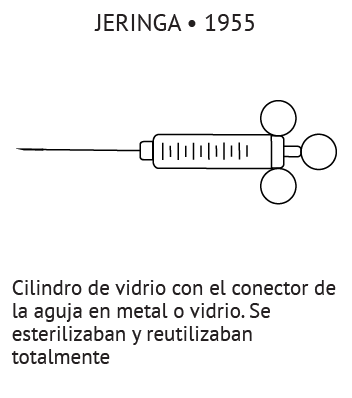 JERINGA • 1955
Cilindro de vidrio con el conector de
la aguja en metal o vidrio. Se
esterilizaban y reutilizaban
totalmente